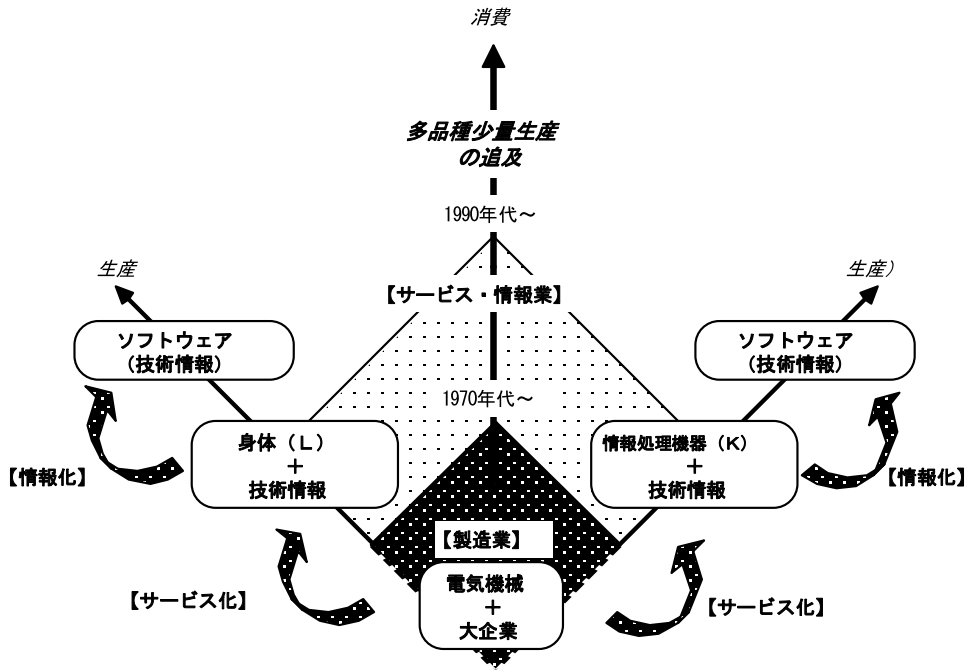 消費
多品種少量生産
の追及
1990年代～
生産
生産）
【サービス・情報業】
ソフトウェア
（技術情報）
ソフトウェア
（技術情報）
1970年代～
身体（Ｌ）
＋
技術情報
情報処理機器（Ｋ）
＋
技術情報
【情報化】
【情報化】
【製造業】
電気機械
＋
大企業
【サービス化】
【サービス化】